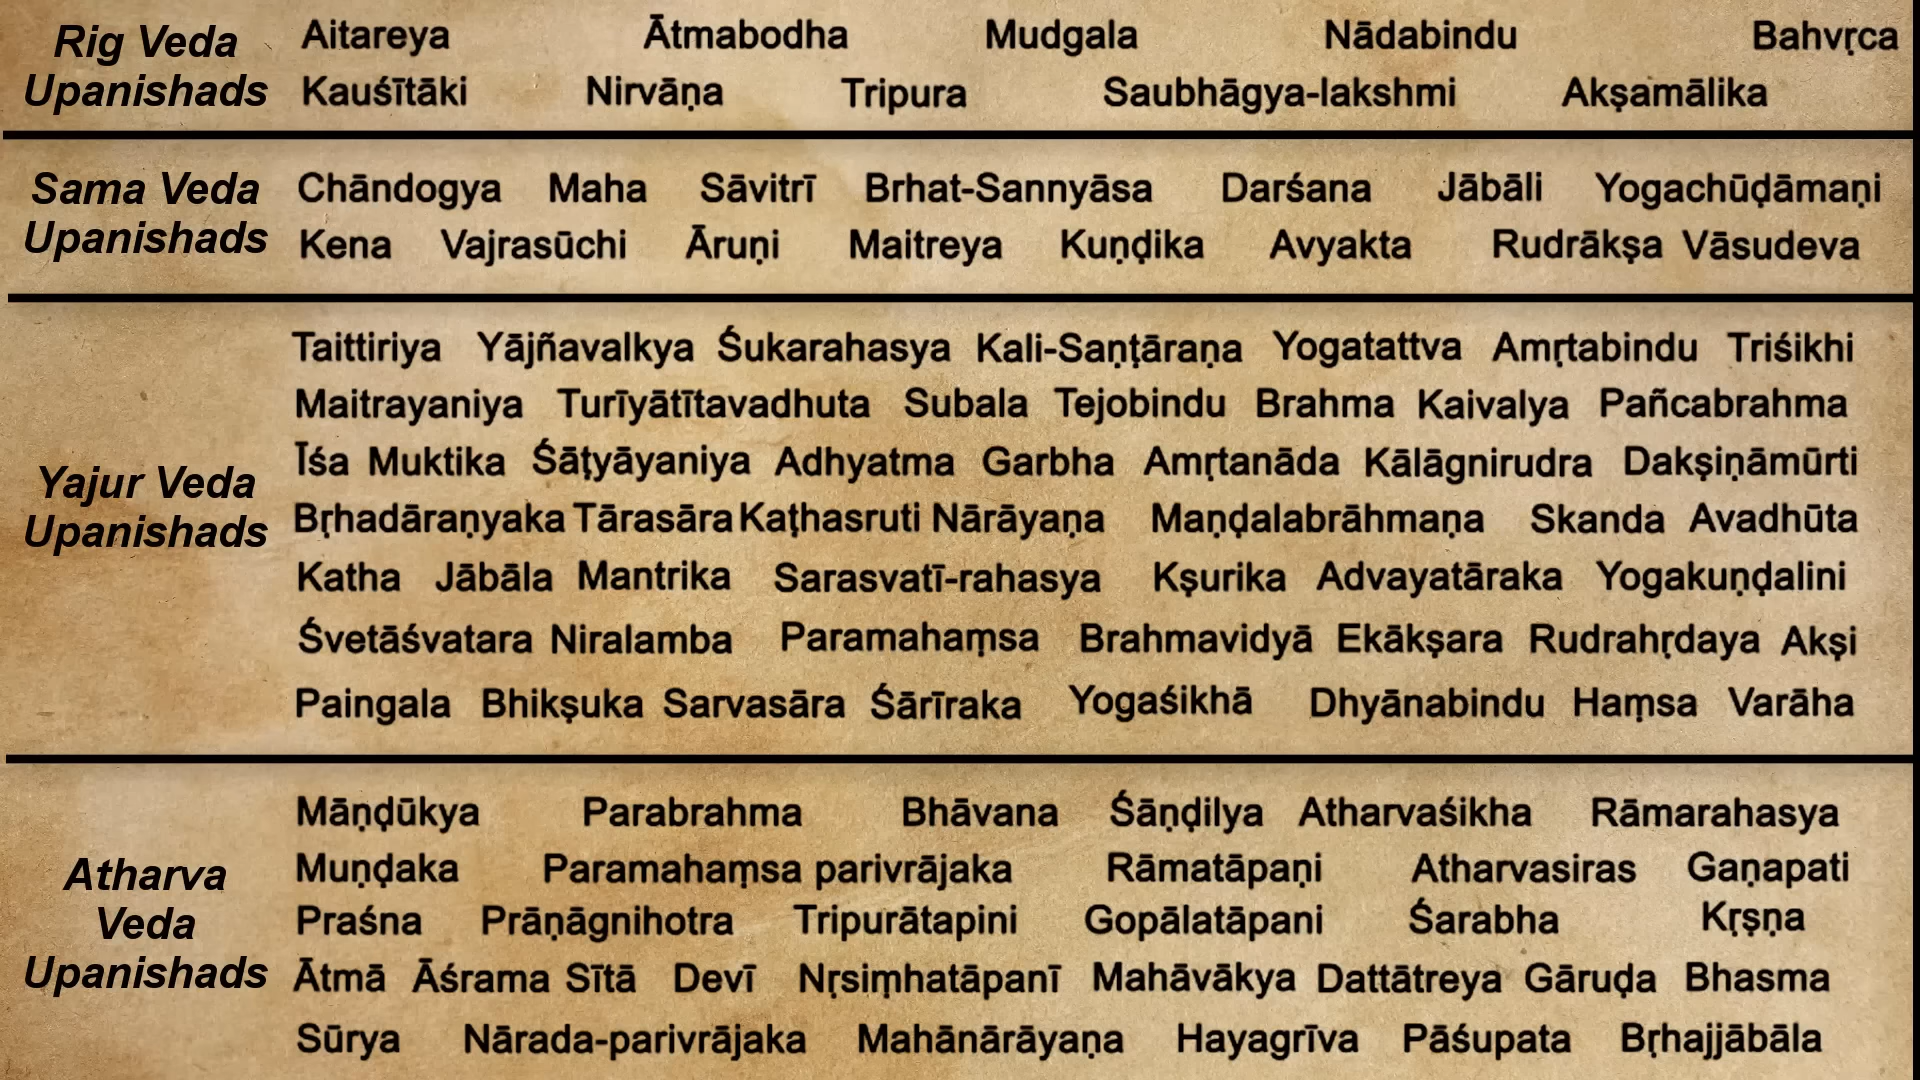 Rig Veda
Upanishads
Aitareya Ātmabodha Mudgala Nādabindu Bahvṛca
Kauśītāki Nirvāṇa Tripura Saubhāgya-lakshmi Akṣamālika
Sama Veda
Upanishads
Chāndogya Maha Sāvitrī Brhat-Sannyāsa Darśana Jābāli Yogachūḍāmaṇi
Kena Vajrasūchi Āruṇi Maitreya Kuṇḍika Avyakta Rudrākṣa Vāsudeva
Yajur Veda
Upanishads
Taittiriya Yājñavalkya Śukarahasya Kali-Saṇṭāraṇa Yogatattva Amṛtabindu Triśikhi
Maitrayaniya Turīyātītavadhuta Subala Tejobindu Brahma Kaivalya Pañcabrahma
Īśa Muktika Śāṭyāyaniya Adhyatma Garbha Amṛtanāda Kālāgnirudra Dakṣiṇāmūrti
Bṛhadāraṇyaka Tārasāra Kaṭhasruti Nārāyaṇa Maṇḍalabrāhmaṇa Skanda Avadhūta
Katha Jābāla Mantrika Sarasvatī-rahasya Kṣurika Advayatāraka Yogakuṇḍalini
Śvetāśvatara Niralamba Paramahaṃsa Brahmavidyā Ekākṣara Rudrahṛdaya Akṣi
Paingala Bhikṣuka Sarvasāra Śārīraka Yogaśikhā Dhyānabindu Haṃsa Varāha
Atharva
Veda
Upanishads
Māṇḍūkya Parabrahma Bhāvana Śāṇḍilya Atharvaśikha Rāmarahasya
Muṇḍaka Paramahaṃsa parivrājaka Rāmatāpaṇi Atharvasiras Gaṇapati
Praśna Prāṇāgnihotra Tripurātapini Gopālatāpani Śarabha Kṛṣṇa
Ātmā Āśrama Sītā Devī Nṛsiṃhatāpanī Mahāvākya Dattātreya Gāruḍa Bhasma
Sūrya Nārada-parivrājaka Mahānārāyaṇa Hayagrīva Pāśupata Bṛhajjābāla